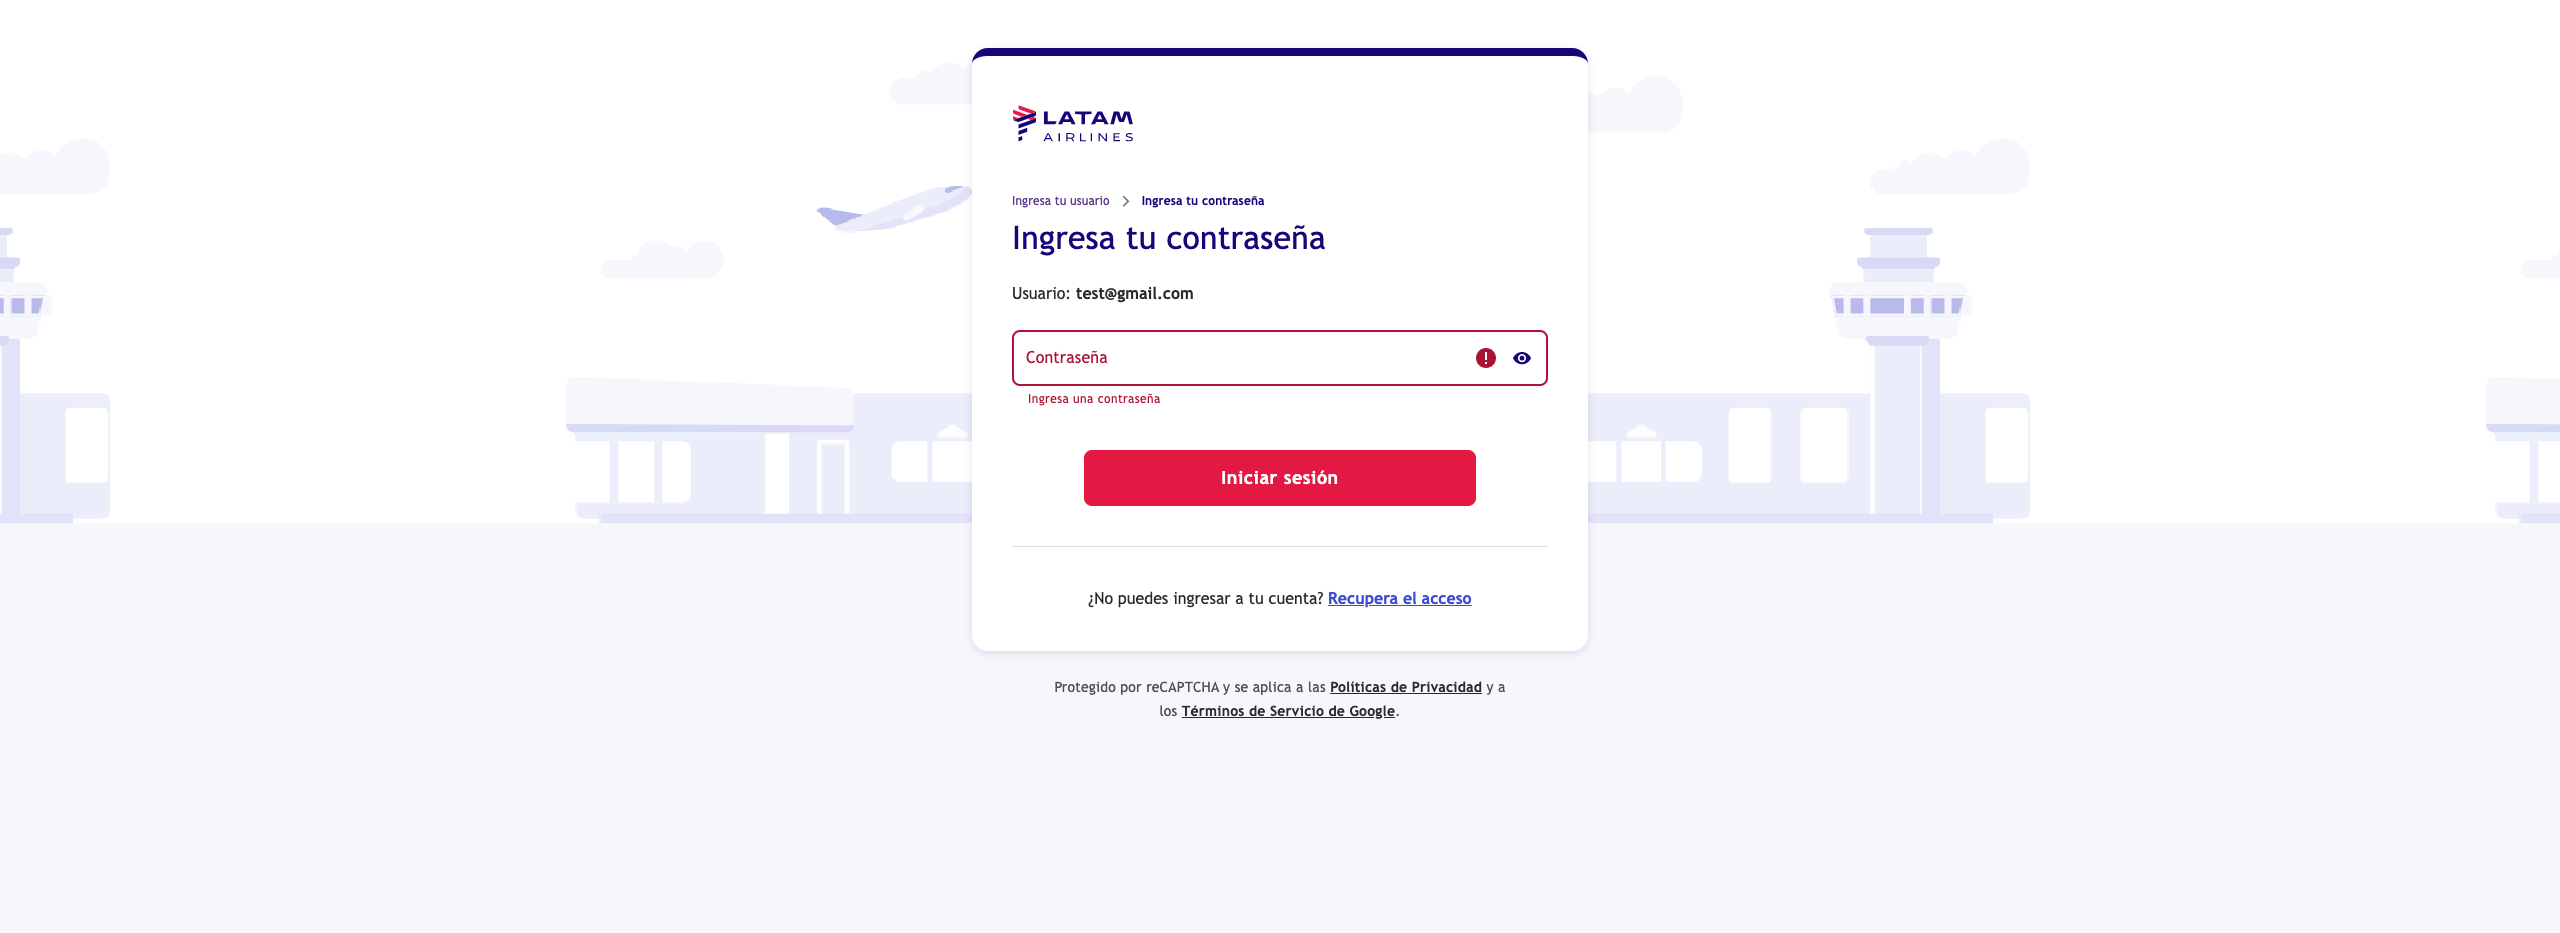 LATAM
AIRLINES
Ingresa tu usuario > Ingresa tu contraseña
Ingresa tu contraseña
Usuario: test@gmail.com
Contraseña
Ingresa una contraseña
Iniciar sesión
¿No puedes ingresar a tu cuenta? Recupera el acceso
Protegido por reCAPTCHA y se aplica a las Políticas de Privacidad y a
los Términos de Servicio de Google.